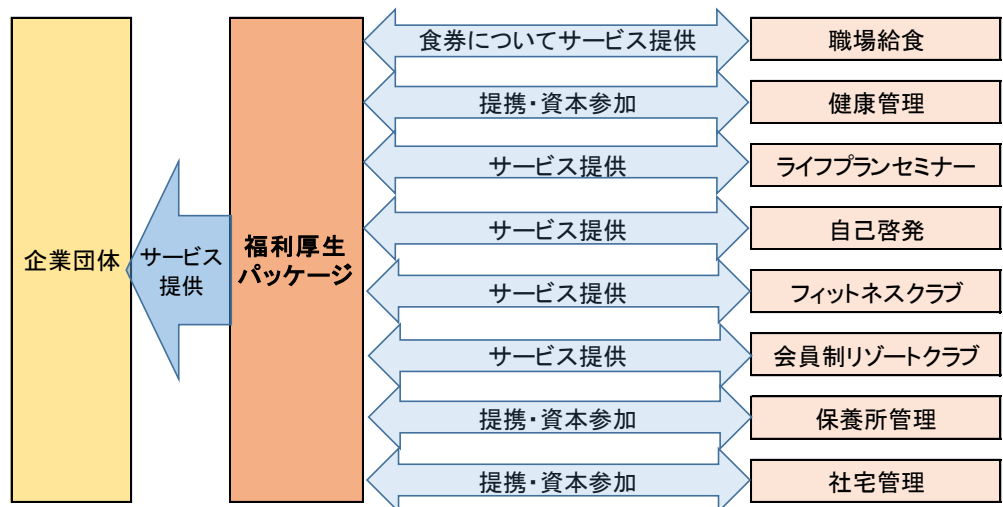 企業団体
サービス
提供
福利厚生
パッケージ
食券についてサービス提供
職場給食
提携・資本参加
健康管理
サービス提供
ライフプランセミナー
サービス提供
自己啓発
サービス提供
フィットネスクラブ
サービス提供
会員制リゾートクラブ
提携・資本参加
保養所管理
提携・資本参加
社宅管理